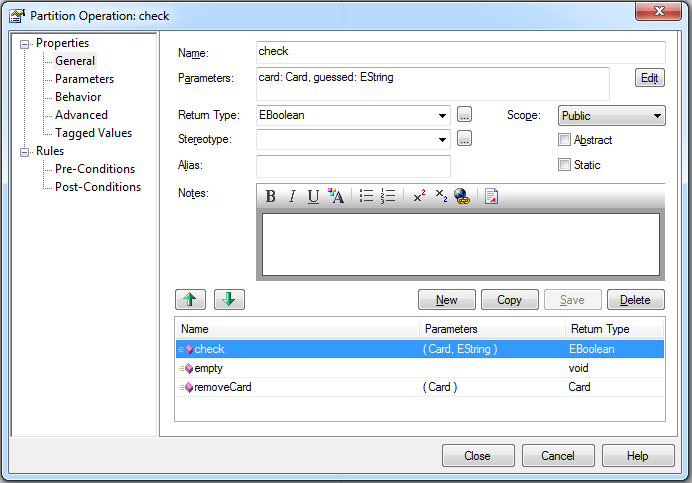 Partition Operation: check
Properties
General
Parameters
Behavior
Advanced
Tagged Values
Rules
Pre-Conditions
Post-Conditions
Name: check
Parameters: card: Card, guessed: EString Edit
Return Type: EBoolean ... Scope: Public
Stereotype: ... Abstract
Alias: Static
Notes: B I U A x² x₂
New Copy Save Delete
Name Parameters Return Type
check ( Card, EString ) EBoolean
empty void
removeCard ( Card ) Card
Close Cancel Help